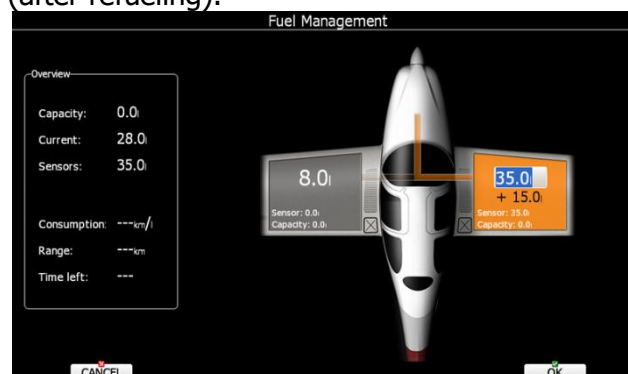 (after refueling).
Fuel Management
Overview
Capacity: 0.0l
Current: 28.0l
Sensors: 35.0l
Consumption: ---km/l
Range: ---km
Time left: ---
8.0l
Sensor: 0.0l
Capacity: 0.0l
35.0l
+ 15.0l
Sensor: 35.0l
Capacity: 0.0l
CANCEL
OK